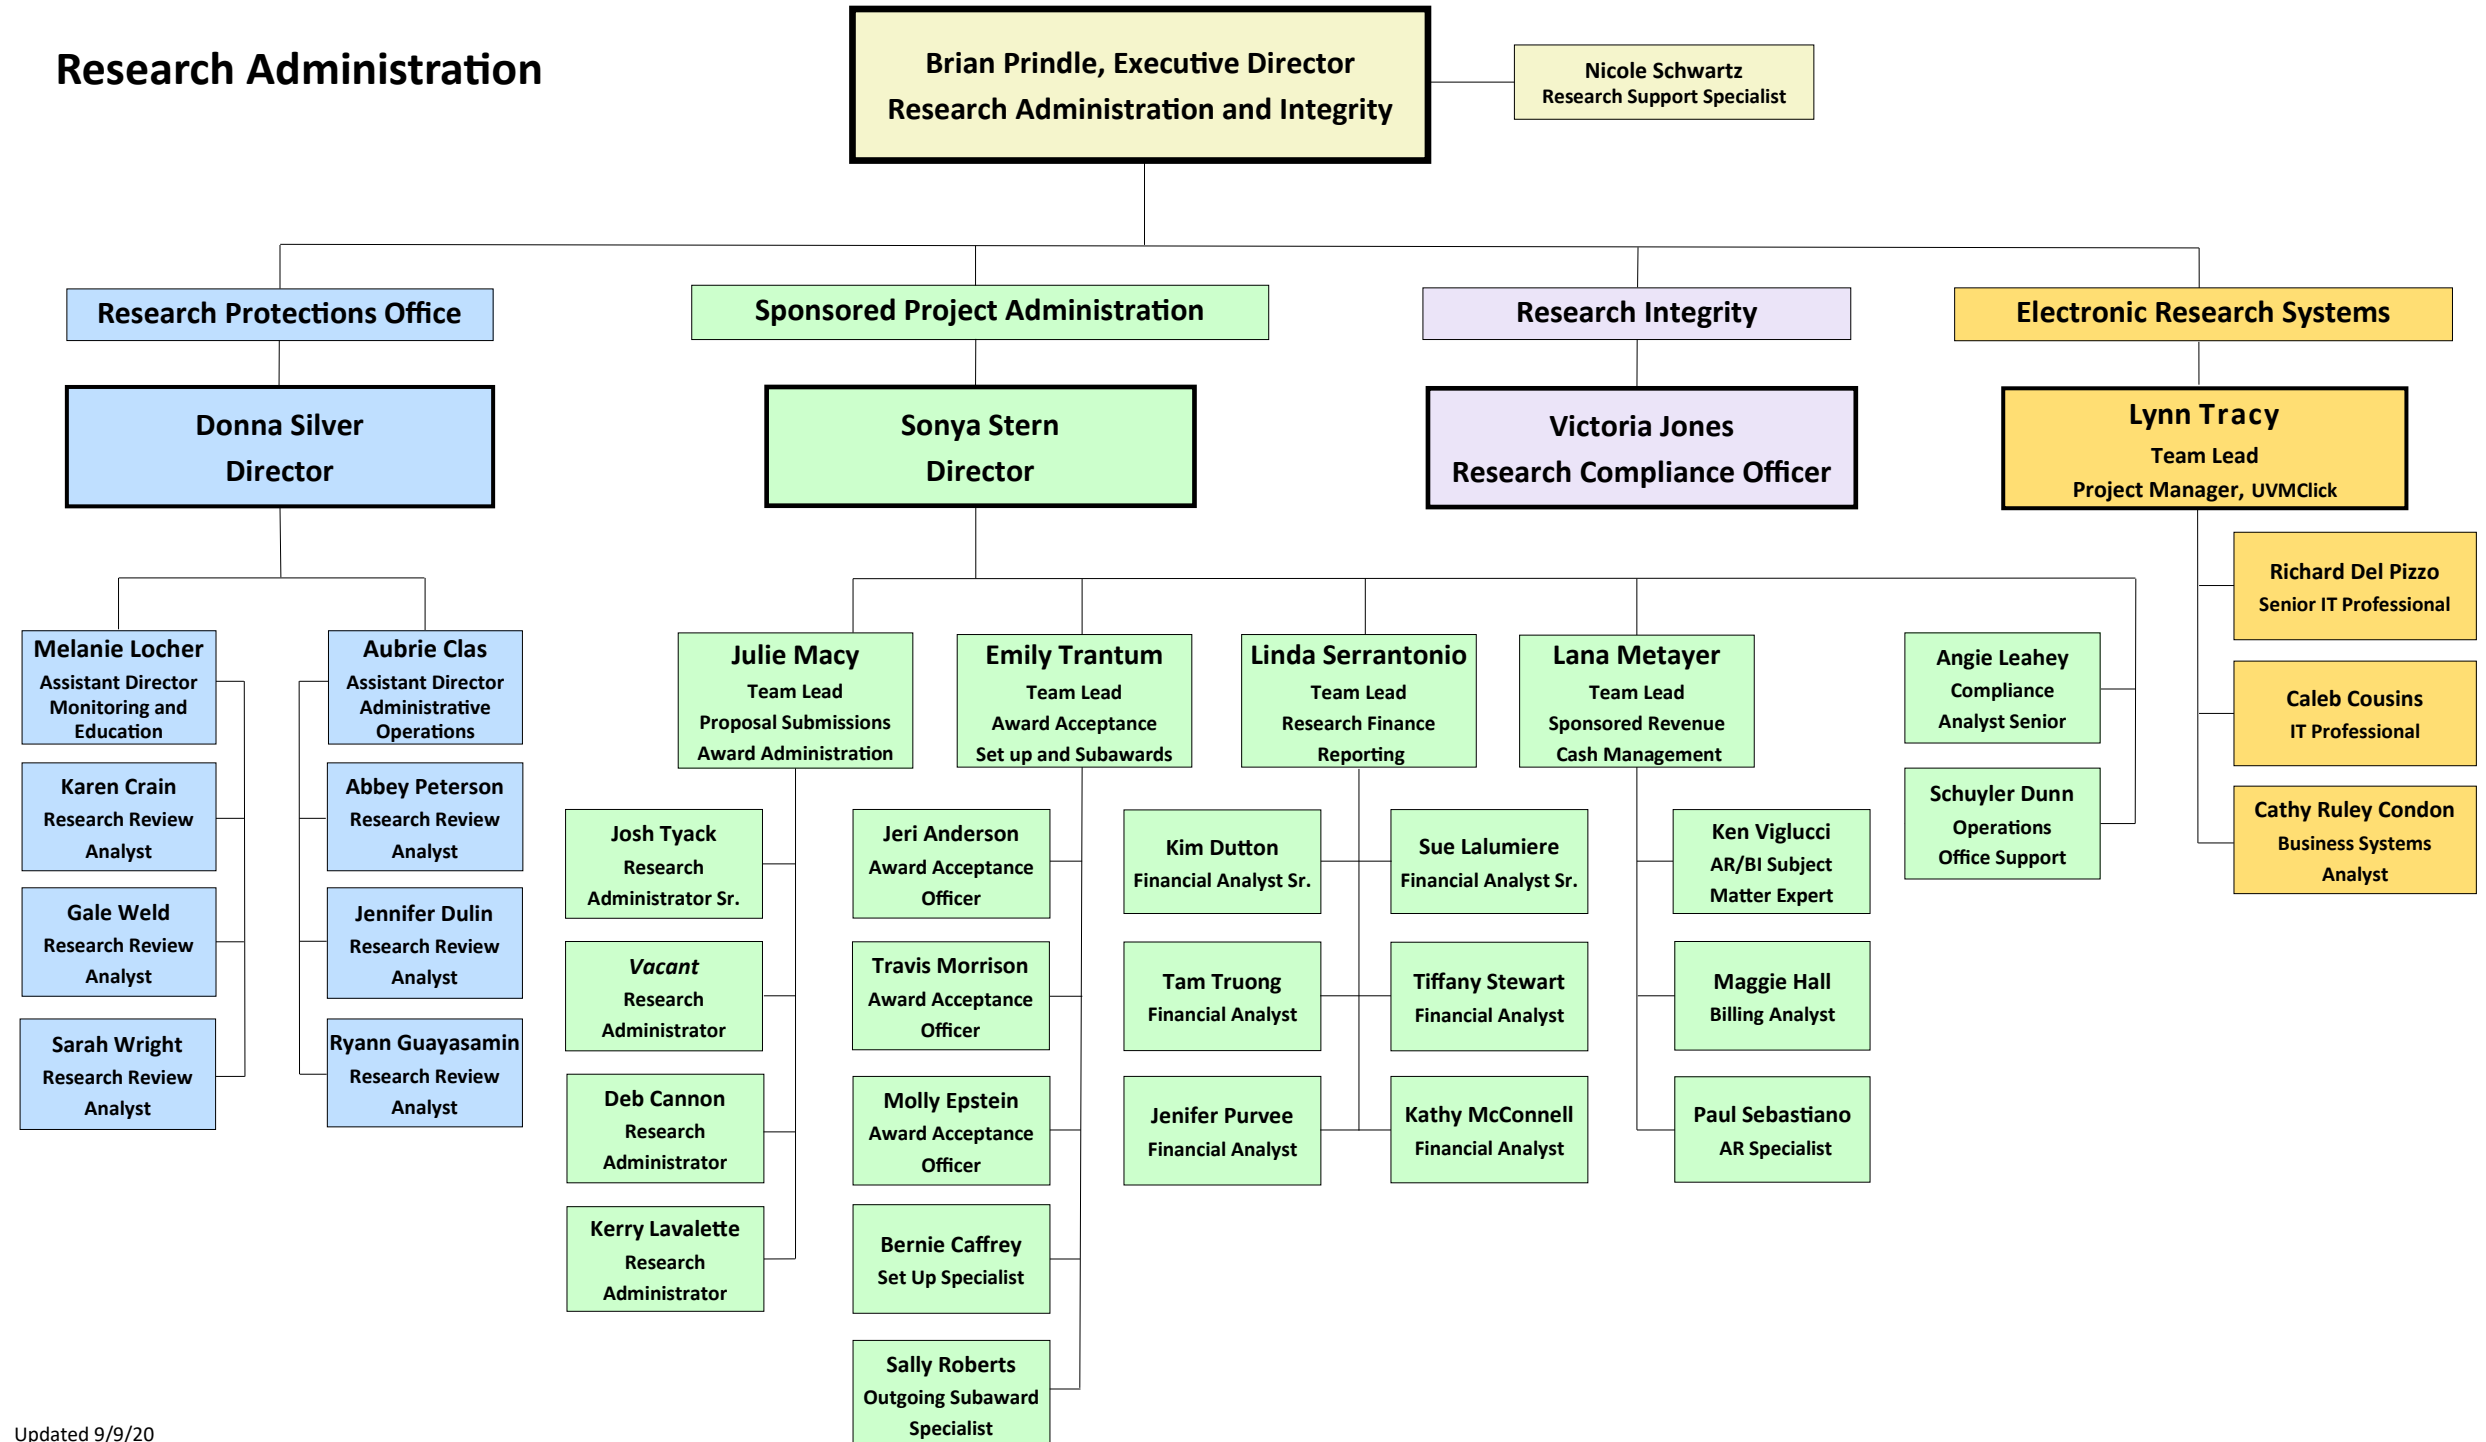 Research Administration
Brian Prindle, Executive Director
Research Administration and Integrity
Nicole Schwartz
Research Support Specialist
Research Protections Office
Sponsored Project Administration
Research Integrity
Electronic Research Systems
Donna Silver
Director
Sonya Stern
Director
Victoria Jones
Research Compliance Officer
Lynn Tracy
Team Lead
Project Manager, UVMClick
Melanie Locher
Assistant Director
Monitoring and
Education
Karen Crain
Research Review
Analyst
Gale Weld
Research Review
Analyst
Sarah Wright
Research Review
Analyst
Aubrie Clas
Assistant Director
Administrative
Operations
Abbey Peterson
Research Review
Analyst
Jennifer Dulin
Research Review
Analyst
Ryann Guayasamin
Research Review
Analyst
Julie Macy
Team Lead
Proposal Submissions
Award Administration
Josh Tyack
Research
Administrator Sr.
Vacant
Research
Administrator
Deb Cannon
Research
Administrator
Kerry Lavalette
Research
Administrator
Emily Trantum
Team Lead
Award Acceptance
Set up and Subawards
Jeri Anderson
Award Acceptance
Officer
Travis Morrison
Award Acceptance
Officer
Molly Epstein
Award Acceptance
Officer
Bernie Caffrey
Set Up Specialist
Sally Roberts
Outgoing Subaward
Specialist
Linda Serrantonio
Team Lead
Research Finance
Reporting
Kim Dutton
Financial Analyst Sr.
Tam Truong
Financial Analyst
Jenifer Purvee
Financial Analyst
Sue Lalumiere
Financial Analyst Sr.
Tiffany Stewart
Financial Analyst
Kathy McConnell
Financial Analyst
Lana Metayer
Team Lead
Sponsored Revenue
Cash Management
Ken Viglucci
AR/BI Subject
Matter Expert
Maggie Hall
Billing Analyst
Paul Sebastiano
AR Specialist
Angie Leahey
Compliance
Analyst Senior
Schuyler Dunn
Operations
Office Support
Richard Del Pizzo
Senior IT Professional
Caleb Cousins
IT Professional
Cathy Ruley Condon
Business Systems
Analyst
Updated 9/9/20